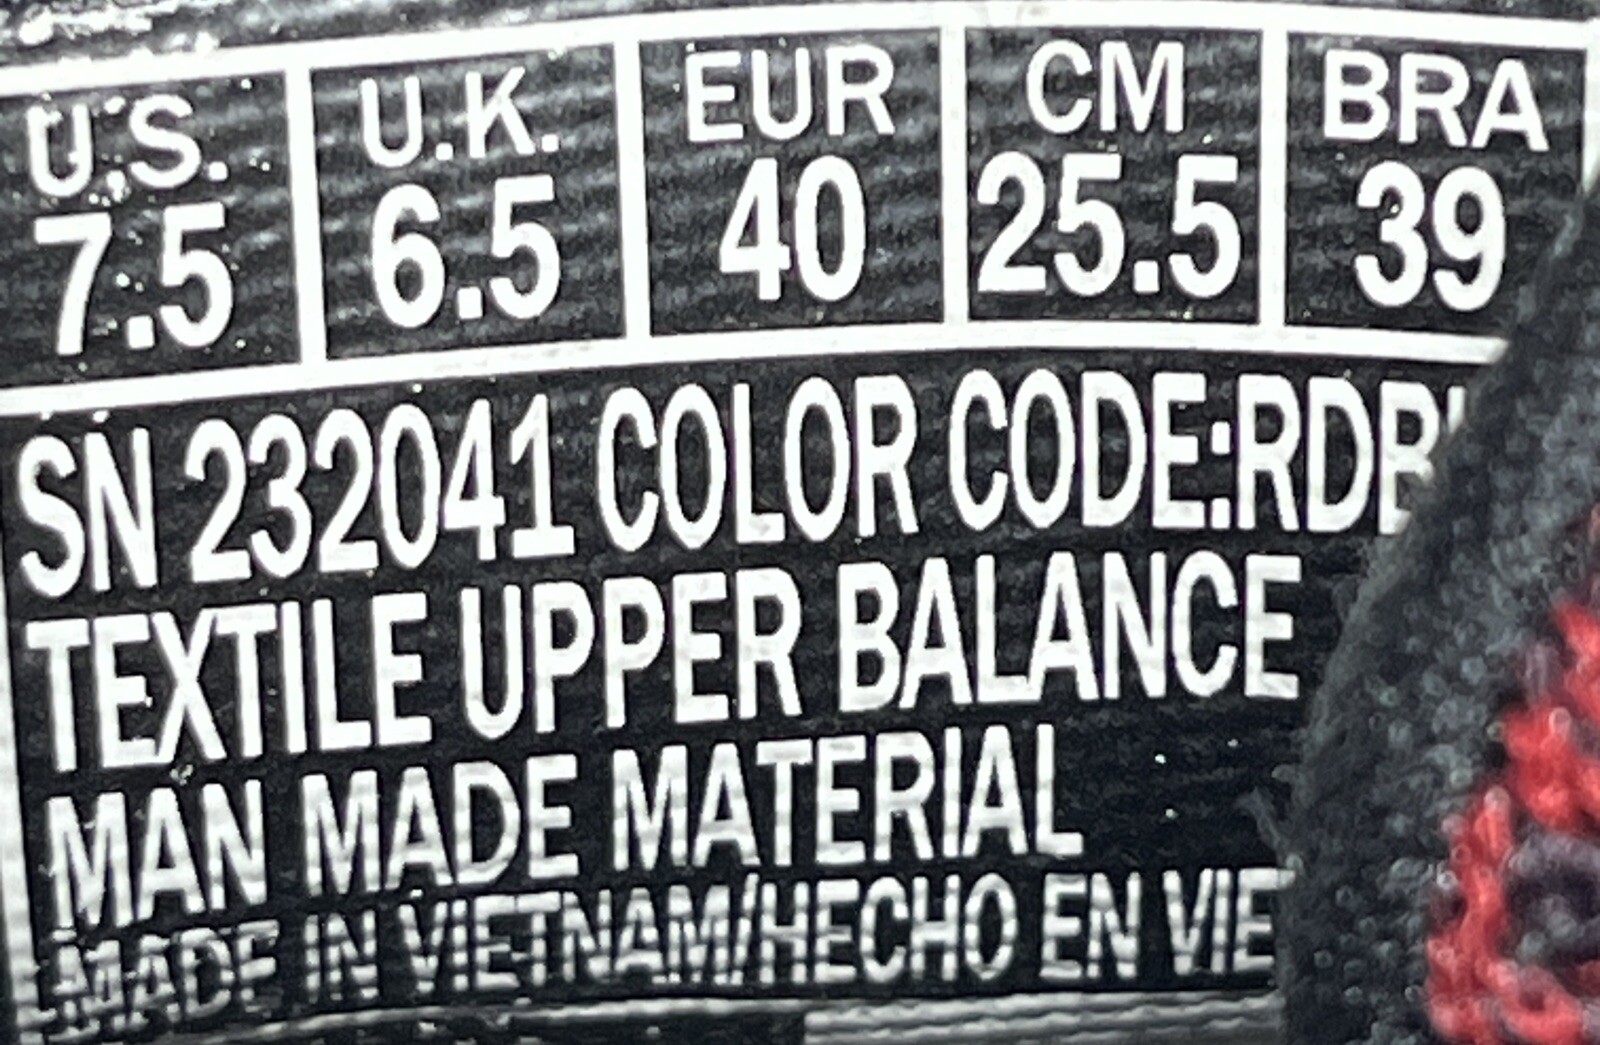 U.S. U.K. EUR CM BRA
7.5 6.5 40 25.5 39
SN 232041 COLOR CODE:RDB
TEXTILE UPPER BALANCE
MAN MADE MATERIAL
MADE IN VIETNAM/HECHO EN VIE